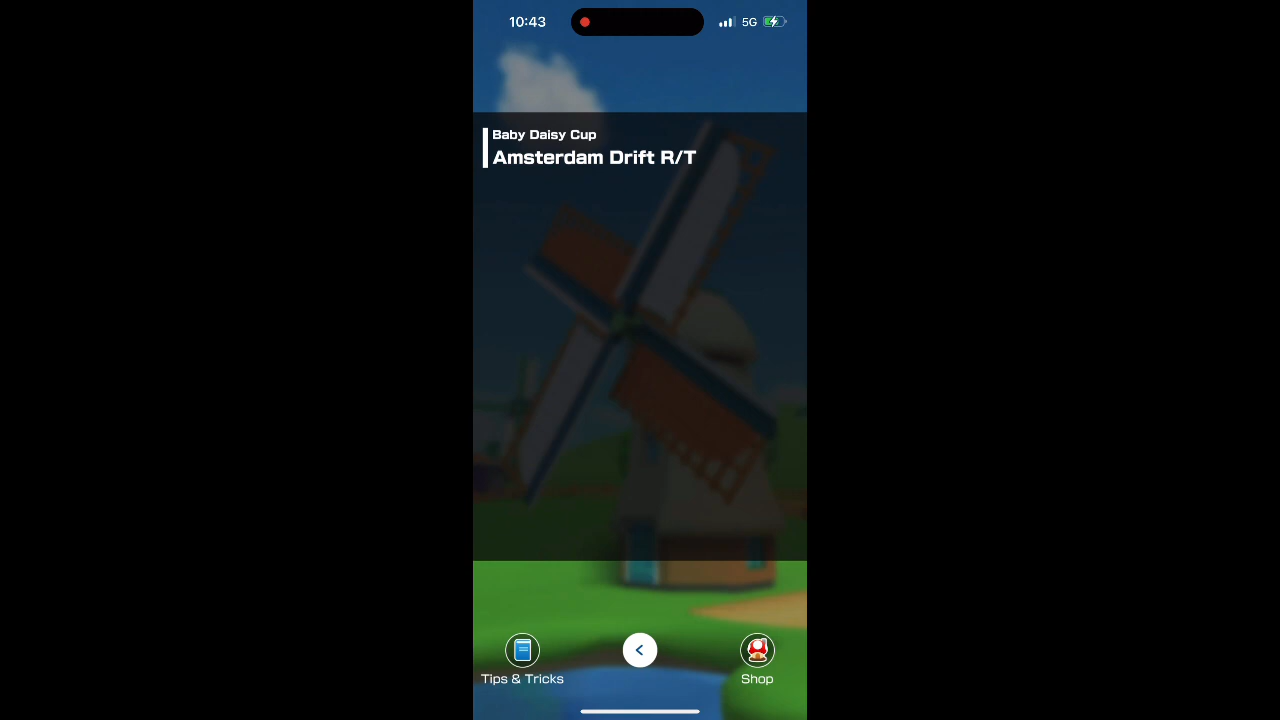 10:43
5G
Baby Daisy Cup
Amsterdam Drift R/T
Tips & Tricks
Shop